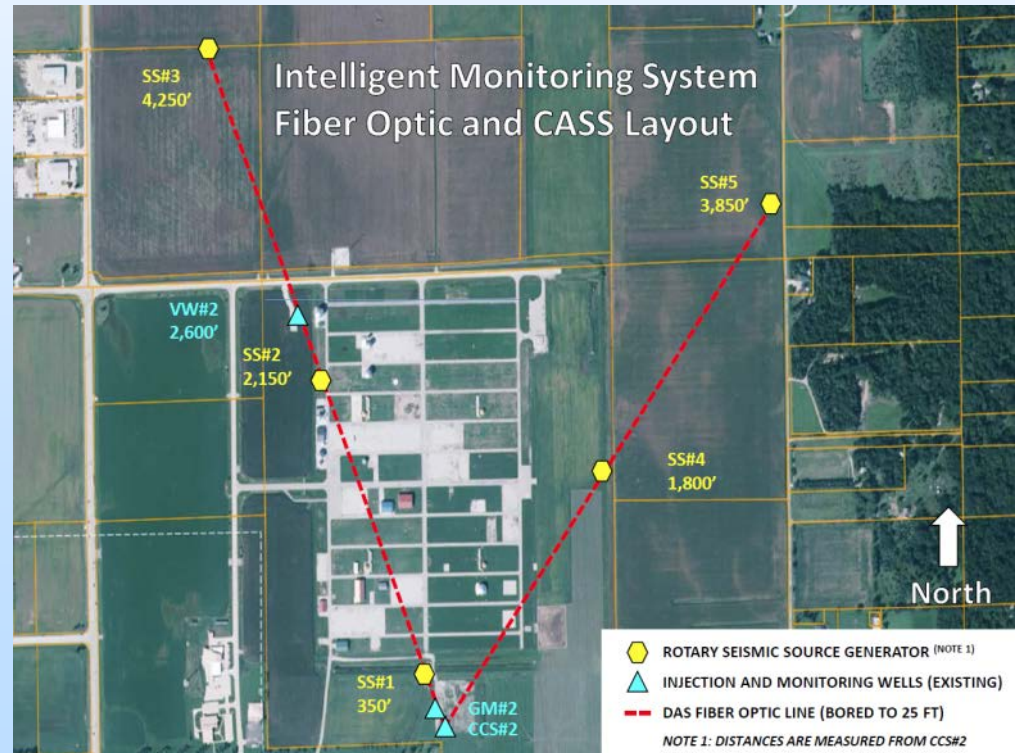 Intelligent Monitoring System
Fiber Optic and CASS Layout
SS#3
4,250’
SS#5
3,850’
VW#2
2,600’
SS#2
2,150’
SS#4
1,800’
North
SS#1
350’
GM#2
CCS#2
ROTARY SEISMIC SOURCE GENERATOR (NOTE 1)
INJECTION AND MONITORING WELLS (EXISTING)
DAS FIBER OPTIC LINE (BORED TO 25 FT)
NOTE 1: DISTANCES ARE MEASURED FROM CCS#2